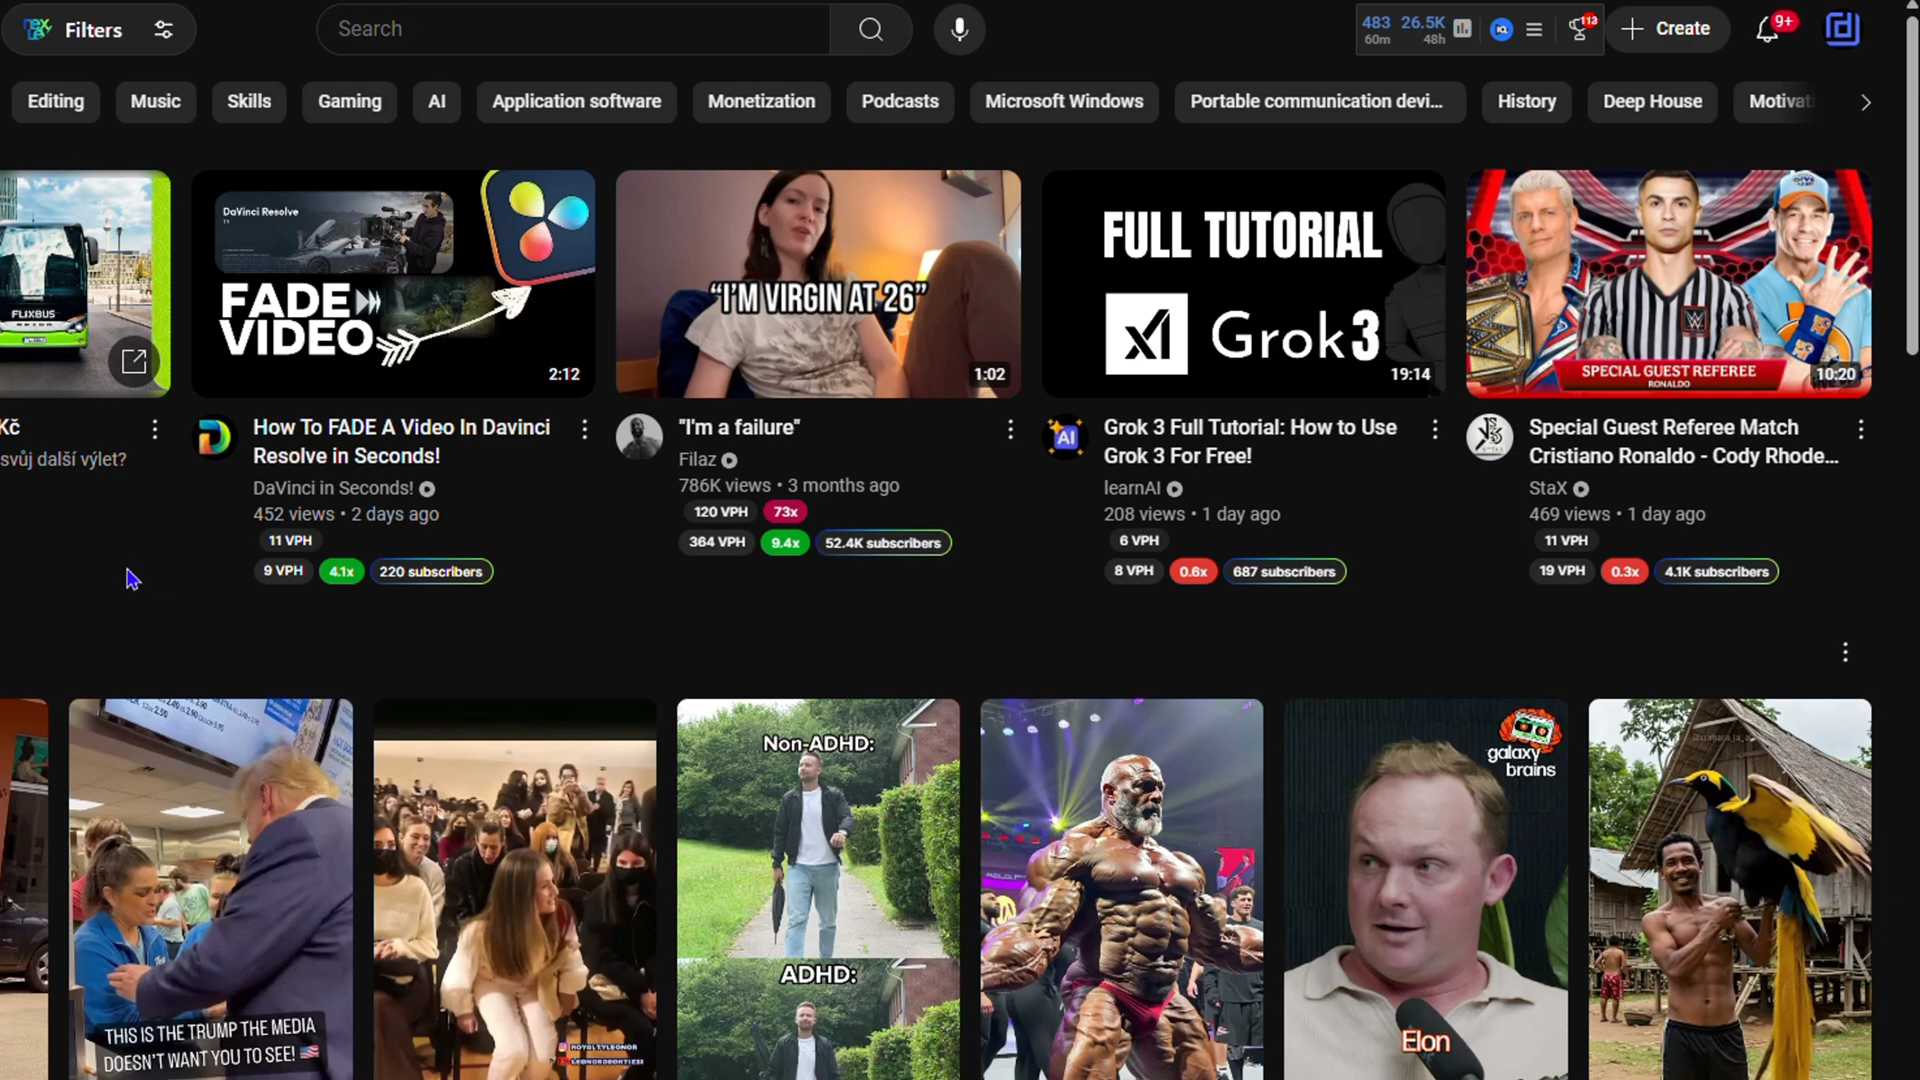 nex
lev
Filters
Search
483
60m
26.5K
48h
113
Create
9+
Editing
Music
Skills
Gaming
AI
Application software
Monetization
Podcasts
Microsoft Windows
Portable communication devi...
History
Deep House
Motivati
FLIXBUS
DaVinci Resolve
FADE
VIDEO
2:12
"I'M VIRGIN AT 26"
1:02
FULL TUTORIAL
Grok 3
19:14
SPECIAL GUEST REFEREE
RONALDO
10:20
Kč
svůj další výlet?
How To FADE A Video In Davinci
Resolve in Seconds!
DaVinci in Seconds!
452 views • 2 days ago
11 VPH
9 VPH
4.1x
220 subscribers
"I'm a failure"
Filaz
786K views • 3 months ago
120 VPH
73x
364 VPH
9.4x
52.4K subscribers
AI
Grok 3 Full Tutorial: How to Use
Grok 3 For Free!
learnAI
208 views • 1 day ago
6 VPH
8 VPH
0.6x
687 subscribers
Special Guest Referee Match
Cristiano Ronaldo - Cody Rhode...
StaX
469 views • 1 day ago
11 VPH
19 VPH
0.3x
4.1K subscribers
THIS IS THE TRUMP THE MEDIA
DOESN'T WANT YOU TO SEE!
ROYALTYLEONOR
Non-ADHD:
ADHD:
galaxy
brains
Elon